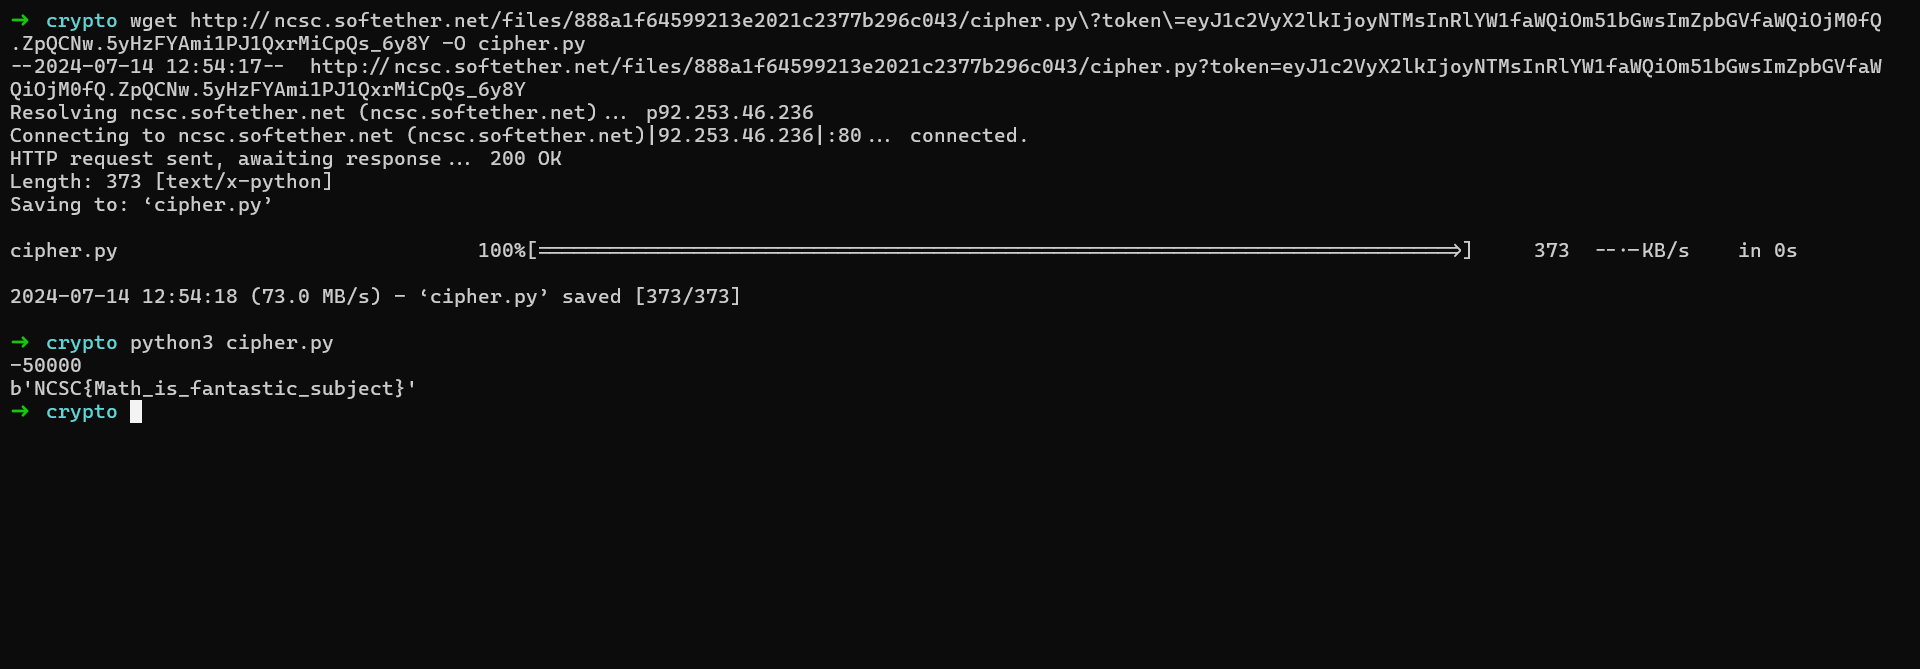 ➜ crypto wget http://ncsc.softether.net/files/888a1f64599213e2021c2377b296c043/cipher.py\?token\=eyJ1c2VyX2lkIjoyNTMsInRlYW1faWQiOm51bGwsImZpbGVfaWQiOjM0fQ
.ZpQCNw.5yHzFYAmi1PJ1QxrMiCpQs_6y8Y -O cipher.py
--2024-07-14 12:54:17--  http://ncsc.softether.net/files/888a1f64599213e2021c2377b296c043/cipher.py?token=eyJ1c2VyX2lkIjoyNTMsInRlYW1faWQiOm51bGwsImZpbGVfaW
QiOjM0fQ.ZpQCNw.5yHzFYAmi1PJ1QxrMiCpQs_6y8Y
Resolving ncsc.softether.net (ncsc.softether.net)... p92.253.46.236
Connecting to ncsc.softether.net (ncsc.softether.net)|92.253.46.236|:80... connected.
HTTP request sent, awaiting response... 200 OK
Length: 373 [text/x-python]
Saving to: ‘cipher.py’
cipher.py 100%[==============================================================================>] 373 --.-KB/s in 0s
2024-07-14 12:54:18 (73.0 MB/s) - ‘cipher.py’ saved [373/373]
➜ crypto python3 cipher.py
-50000
b'NCSC{Math_is_fantastic_subject}'
➜ crypto